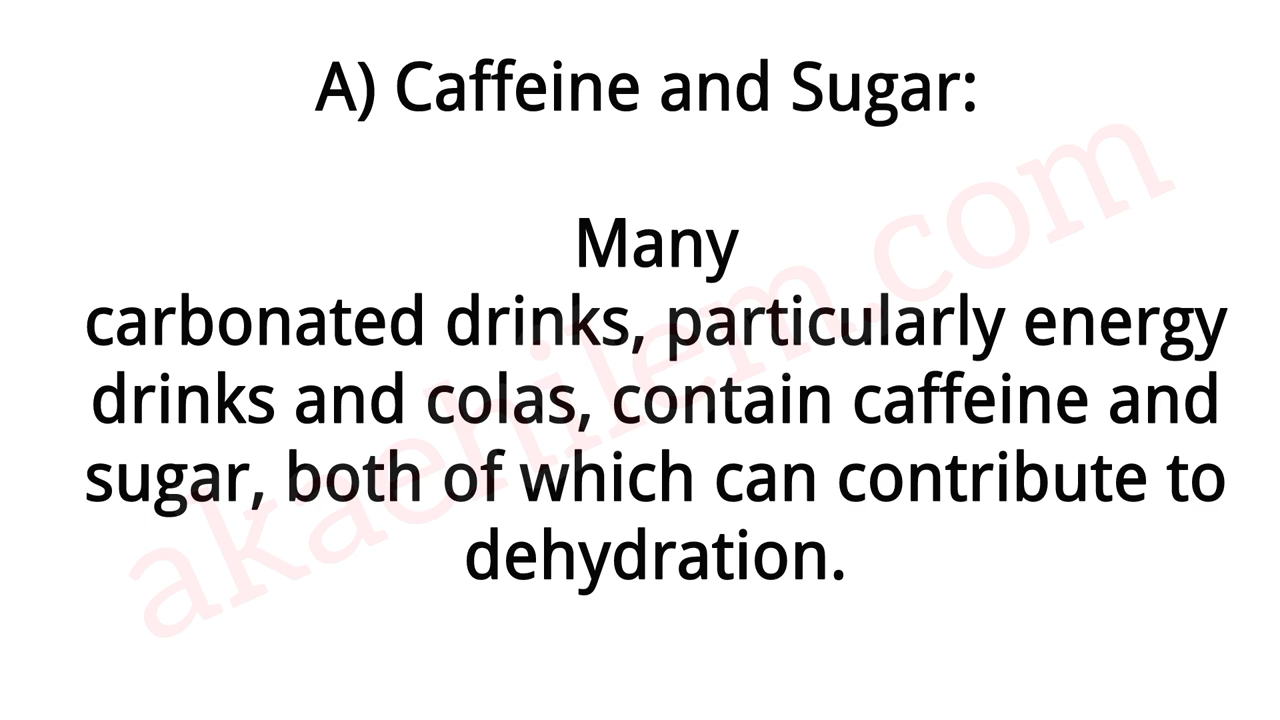 A) Caffeine and Sugar:
Many
carbonated drinks, particularly energy
drinks and colas, contain caffeine and
sugar, both of which can contribute to
dehydration.
akaehilem.com